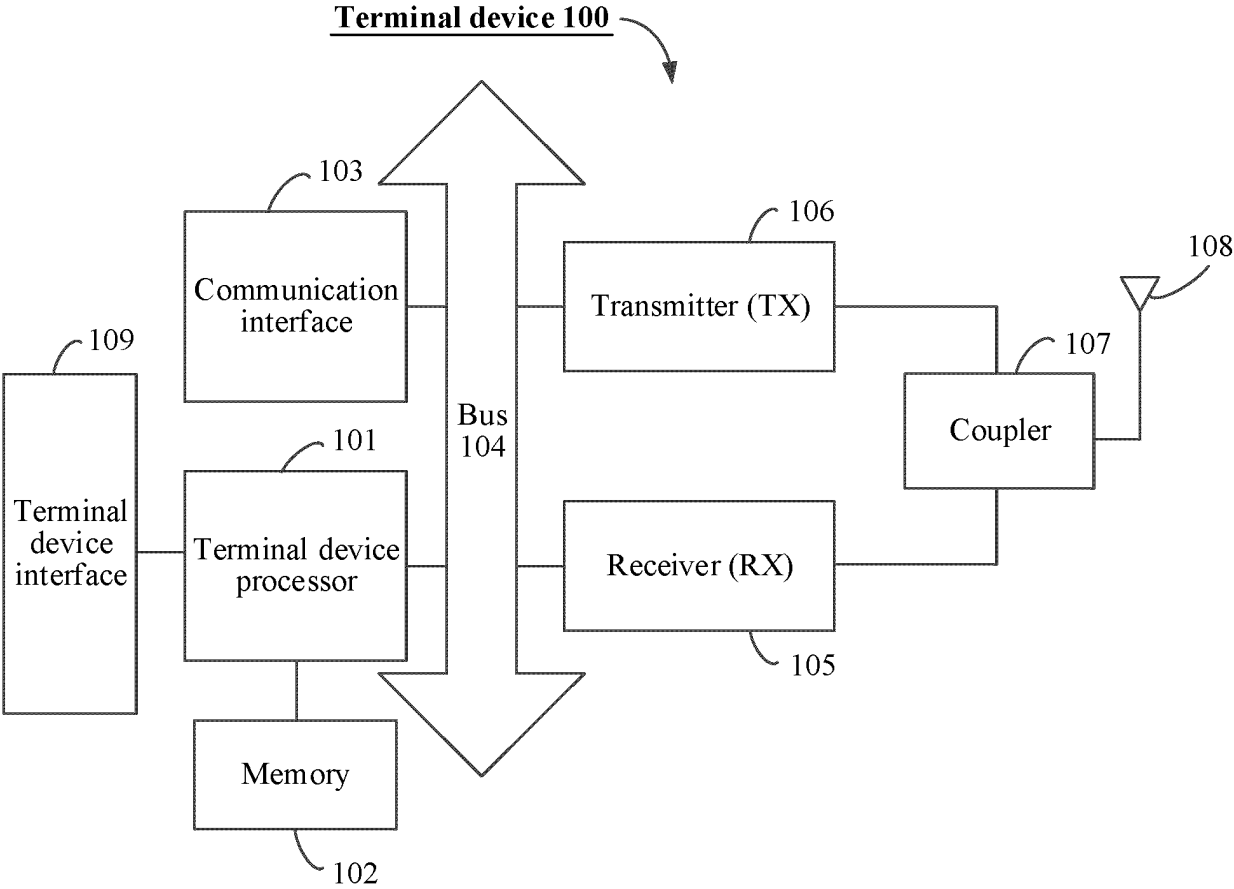 Terminal device 100
103
Communication
interface
106
Transmitter (TX)
108
109
107
Coupler
Bus
104
101
Terminal
device
interface
Terminal device
processor
Receiver (RX)
105
Memory
102